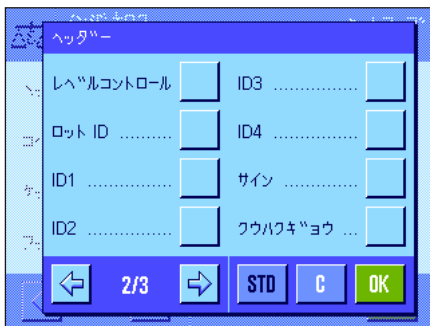 ヘッダー
レベルコントロール
ID3 ................
ロット ID ..........
ID4 ................
ID1 ................
サイン ..............
ID2 ................
クウハクギョウ ...
2/3
STD
C
OK